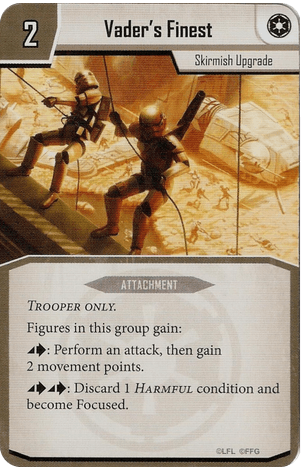 2
Vader's Finest
Skirmish Upgrade
ATTACHMENT
TROOPER ONLY.
Figures in this group gain:
: Perform an attack, then gain
2 movement points.
: Discard 1 HARMFUL condition and
become Focused.
©LFL ©FFG